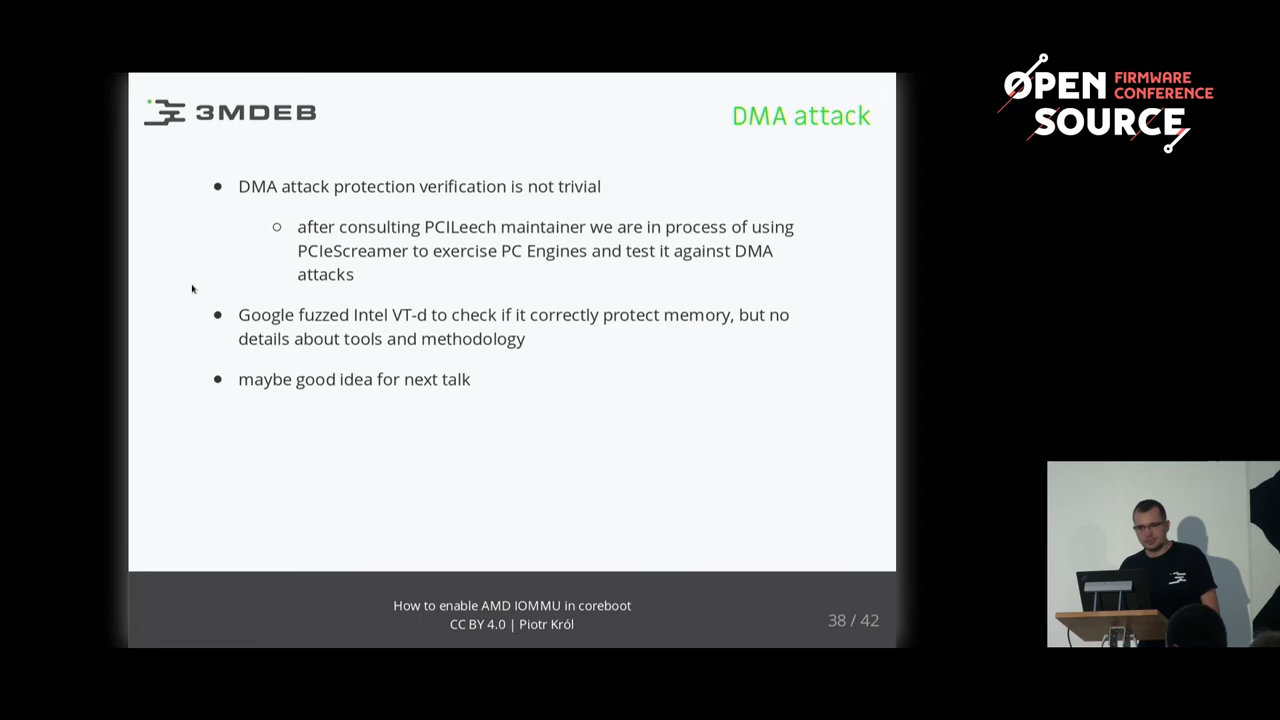 3MDEB
DMA attack
OPEN FIRMWARE
CONFERENCE
SOURCE
DMA attack protection verification is not trivial
after consulting PCILeech maintainer we are in process of using
PCIeScreamer to exercise PC Engines and test it against DMA
attacks
Google fuzzed Intel VT-d to check if it correctly protect memory, but no
details about tools and methodology
maybe good idea for next talk
How to enable AMD IOMMU in coreboot
CC BY 4.0 | Piotr Król
38 / 42